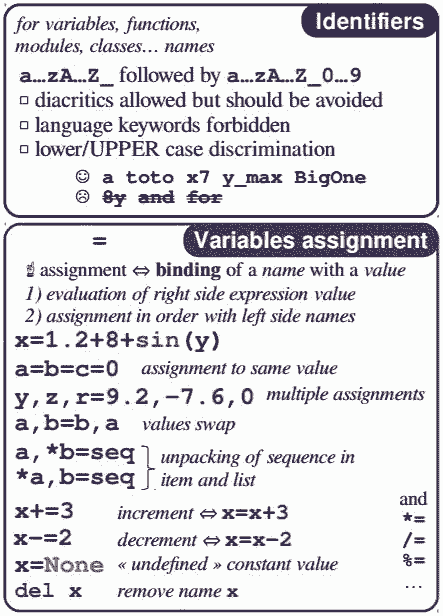 Identifiers
for variables, functions,
modules, classes… names
a…zA…Z_ followed by a…zA…Z_0…9
▫ diacritics allowed but should be avoided
▫ language keywords forbidden
▫ lower/UPPER case discrimination
☺ a toto x7 y_max BigOne
☹ 8y and for
= Variables assignment
☝ assignment ⇔ binding of a name with a value
1) evaluation of right side expression value
2) assignment in order with left side names
x=1.2+8+sin(y)
a=b=c=0 assignment to same value
y,z,r=9.2,-7.6,0 multiple assignments
a,b=b,a values swap
a,*b=seq unpacking of sequence in
*a,b=seq item and list
and
x+=3 increment ⇔ x=x+3 *=
x-=2 decrement ⇔ x=x-2 /=
x=None « undefined » constant value %=
del x remove name x …